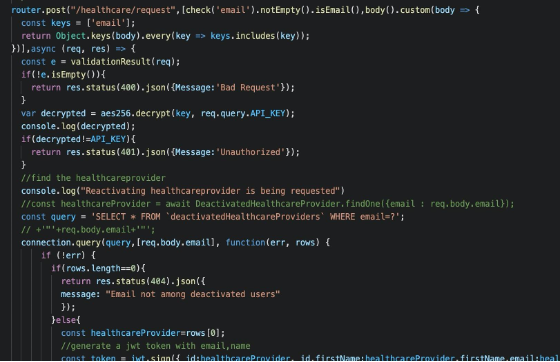 router.post("/healthcare/request",[check('email').notEmpty().isEmail(),body().custom(body => {
const keys = ['email'];
return Object.keys(body).every(key => keys.includes(key));
})],async (req, res) => {
const e = validationResult(req);
if(!e.isEmpty()){
return res.status(400).json({Message:'Bad Request'});
}
var decrypted = aes256.decrypt(key, req.query.API_KEY);
console.log(decrypted);
if(decrypted!=API_KEY){
return res.status(401).json({Message:'Unauthorized'});
}
//find the healthcareprovider
console.log("Reactivating healthcareprovider is being requested")
//const healthcareProvider = await DeactivatedHealthcareProvider.findOne({email : req.body.email});
const query = 'SELECT * FROM `deactivatedHealthcareProviders` WHERE email=?';
// +'"'+req.body.email+'"';
connection.query(query,[req.body.email], function(err, rows) {
if (!err) {
if(rows.length==0){
return res.status(404).json({
message: "Email not among deactivated users"
});
}else{
const healthcareProvider=rows[0];
//generate a jwt token with email,name
const token = jwt.sign({ id:healthcareProvider, id,firstName:healthcareProvider.firstName,email:heal